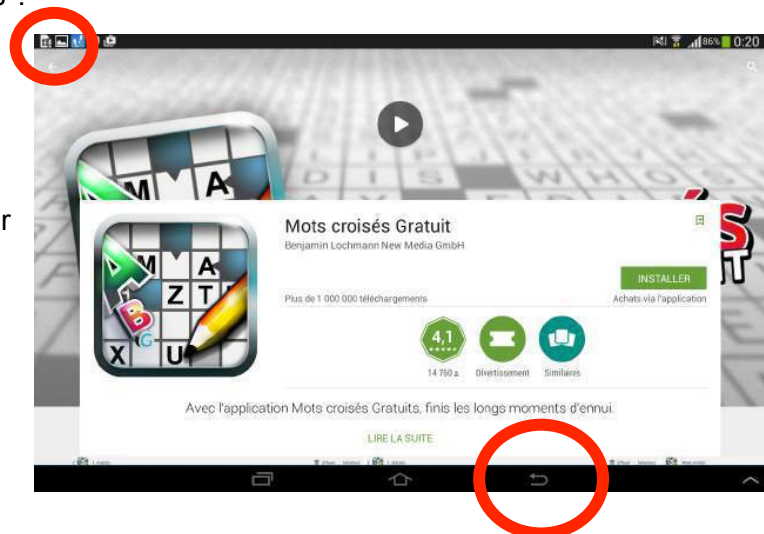 :
86% 0:20
r
D I S W H O S
M A
Mots croisés Gratuit
Benjamin Lochmann New Media GmbH
A M A
Z T
B
G
X U
INSTALLER
Plus de 1 000 000 téléchargements
Achats via l'application
4,1
14 760
Divertissement
Similaires
Avec l'application Mots croisés Gratuits, finis les longs moments d'ennui.
LIRE LA SUITE